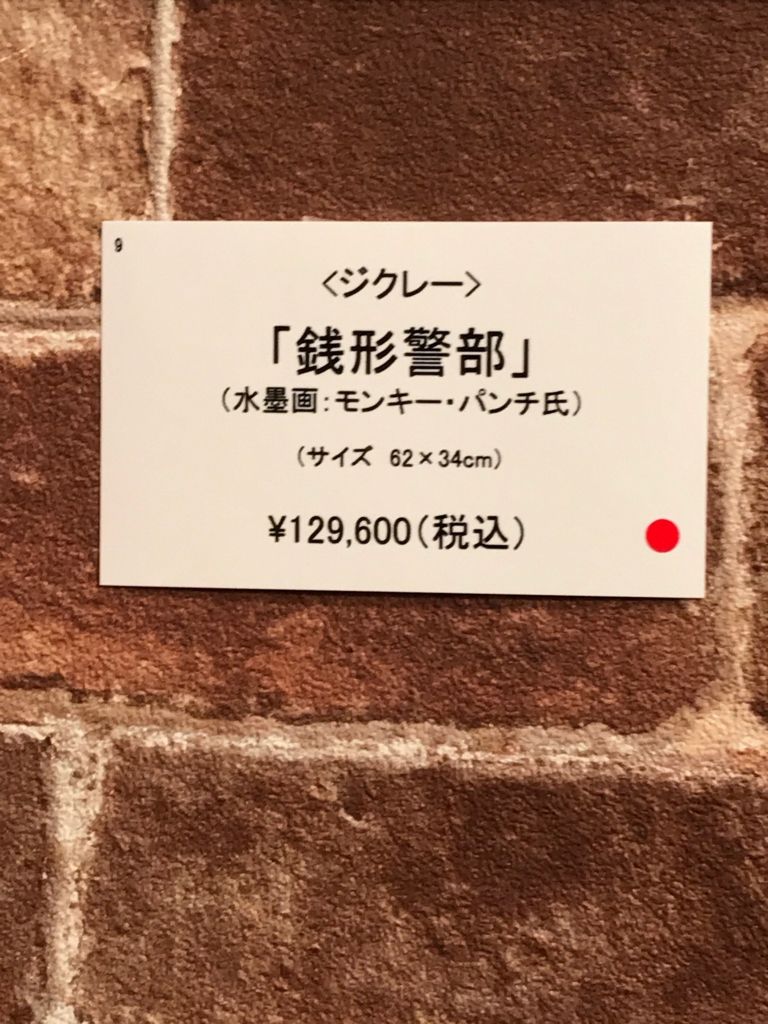 9
<ジクレー>
「銭形警部」
(水墨画:モンキー・パンチ氏)
(サイズ 62×34cm)
¥129,600(税込)